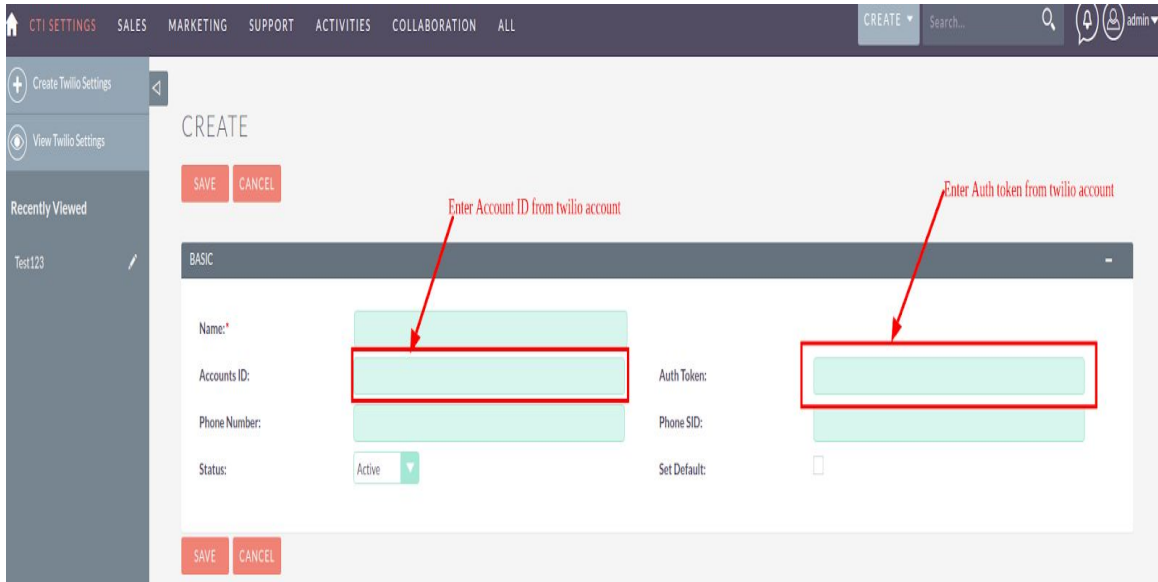 CTI SETTINGS SALES MARKETING SUPPORT ACTIVITIES COLLABORATION ALL CREATE Search... admin
Create Twilio Settings
View Twilio Settings
Recently Viewed
Test123
CREATE
SAVE CANCEL
Enter Account ID from twilio account
Enter Auth token from twilio account
BASIC
Name:*
Accounts ID: Auth Token:
Phone Number: Phone SID:
Status: Active Set Default:
SAVE CANCEL